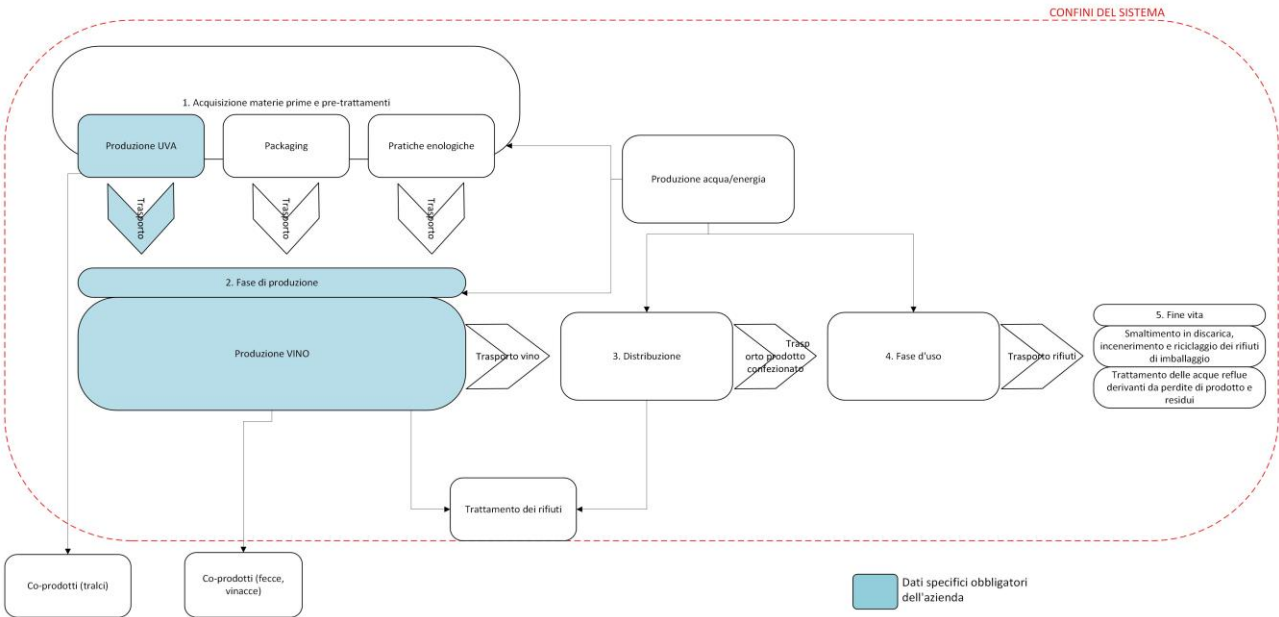 CONFINI DEL SISTEMA
1. Acquisizione materie prime e pre-trattamenti
Produzione UVA
Packaging
Pratiche enologiche
Produzione acqua/energia
Trasporto
Trasporto
Trasporto
2. Fase di produzione
Produzione VINO
Trasporto vino
3. Distribuzione
Trasp
orto prodotto
confezionato
4. Fase d'uso
Trasporto rifiuti
5. Fine vita
Smaltimento in discarica,
incenerimento e riciclaggio dei rifiuti
di imballaggio
Trattamento delle acque reflue
derivanti da perdite di prodotto e
residui
Trattamento dei rifiuti
Co-prodotti (tralci)
Co-prodotti (fecce,
vinacce)
Dati specifici obbligatori
dell'azienda